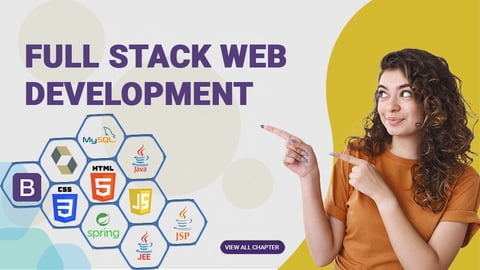 FULL STACK WEB
DEVELOPMENT
MySQL
Java
HTML
5
B
CSS
3
JS
spring
JSP
JEE
VIEW ALL CHAPTER